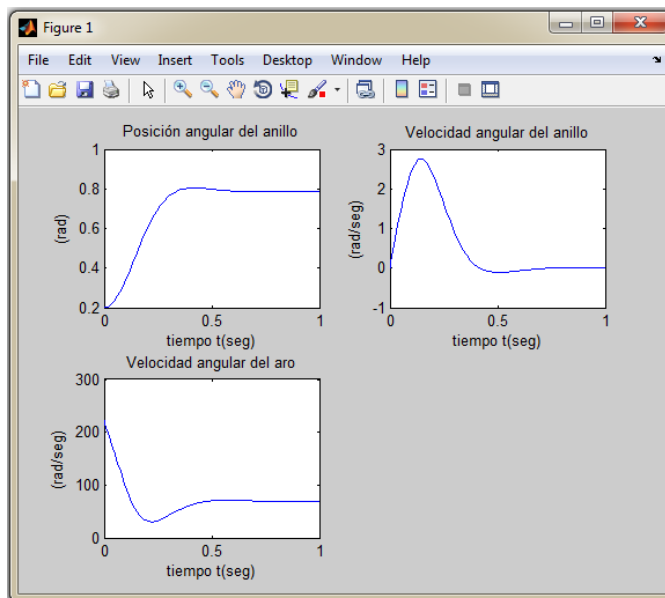 Figure 1
File Edit View Insert Tools Desktop Window Help
Posición angular del anillo
1
0.8
0.6
0.4
0.2
(rad)
0 0.5 1
tiempo t(seg)
Velocidad angular del anillo
3
2
1
0
-1
(rad/seg)
0 0.5 1
tiempo t(seg)
Velocidad angular del aro
300
200
100
0
(rad/seg)
0 0.5 1
tiempo t(seg)